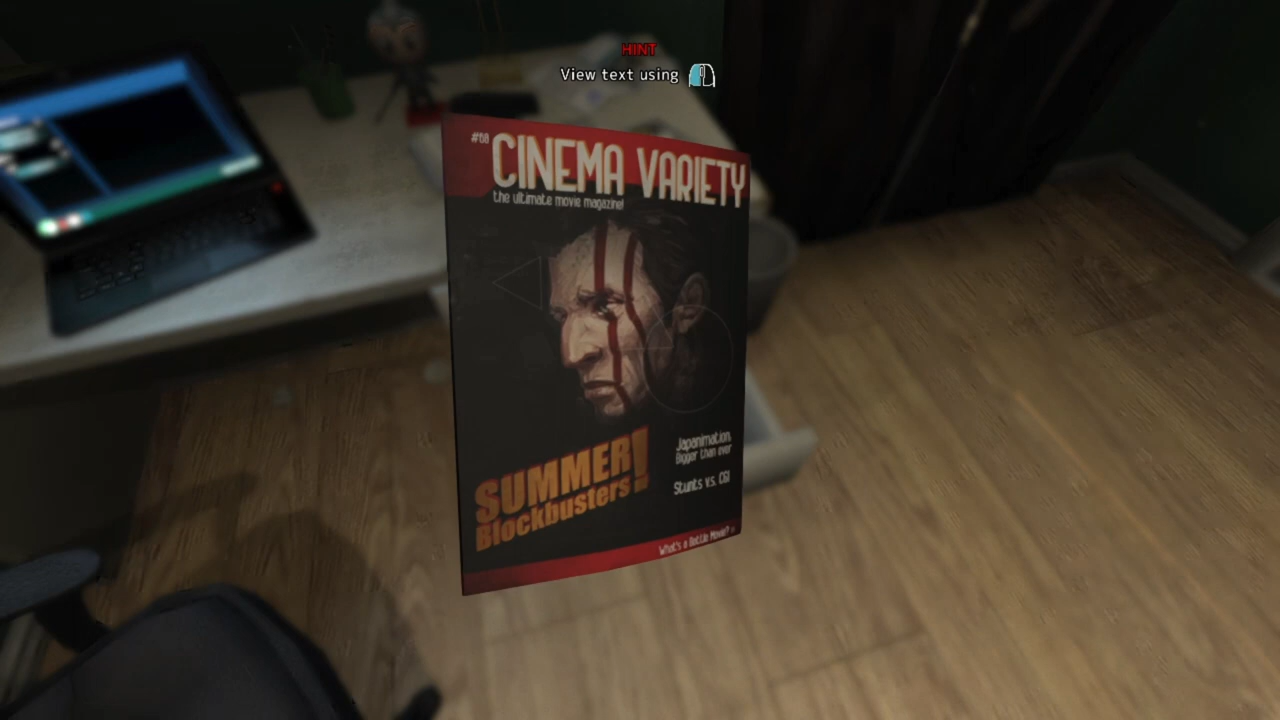 HINT
View text using
#68
CINEMA VARIETY
the ultimate movie magazine!
SUMMER!
Blockbusters
Japanimation,
Bigger than ever
Stunts v.s. CGI
What's a Battle Movie?